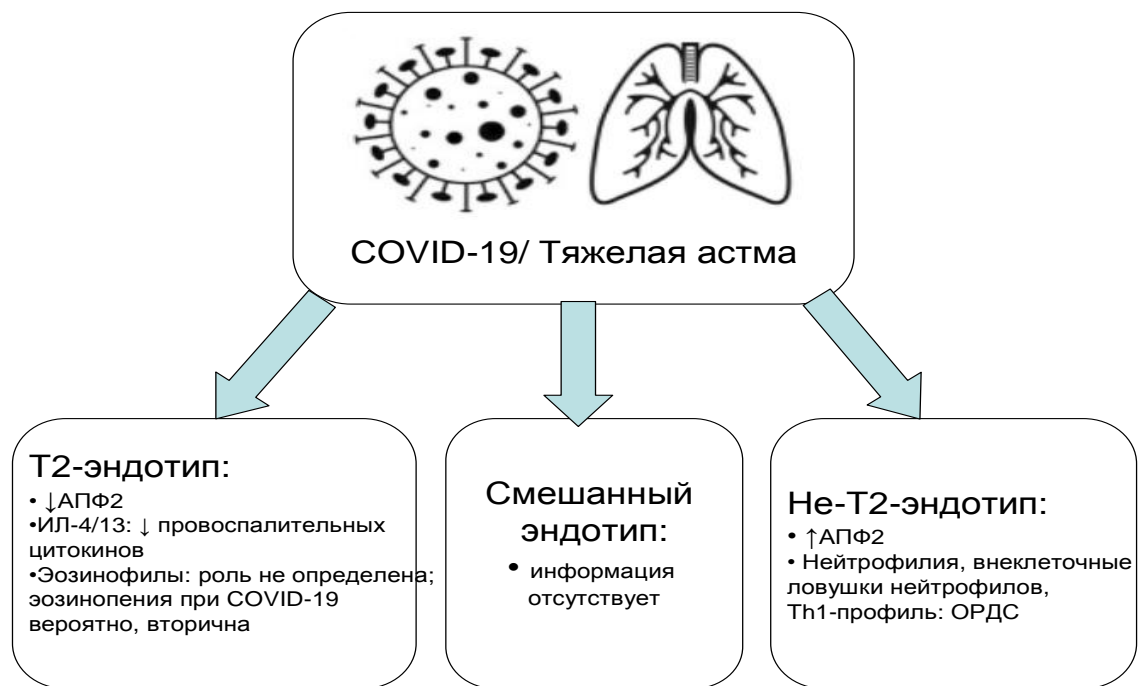 COVID-19/ Тяжелая астма
Т2-эндотип:
• ↓АПФ2
•ИЛ-4/13: ↓ провоспалительных
цитокинов
•Эозинофилы: роль не определена;
эозинопения при COVID-19
вероятно, вторична
Смешанный
эндотип:
• информация
отсутствует
Не-Т2-эндотип:
• ↑АПФ2
• Нейтрофилия, внеклеточные
ловушки нейтрофилов,
Th1-профиль: ОРДС